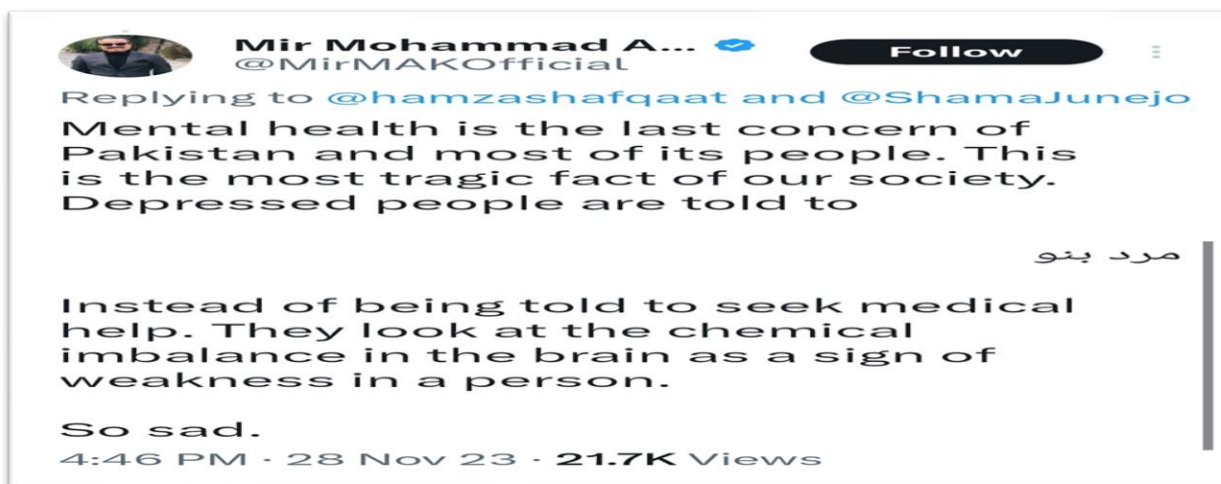 Mir Mohammad A...
Follow
@MirMAKOfficial
Replying to @hamzashafqaat and @ShamaJunejo
Mental health is the last concern of
Pakistan and most of its people. This
is the most tragic fact of our society.
Depressed people are told to
مرد بنو
Instead of being told to seek medical
help. They look at the chemical
imbalance in the brain as a sign of
weakness in a person.
So sad.
4:46 PM · 28 Nov 23 · 21.7K Views